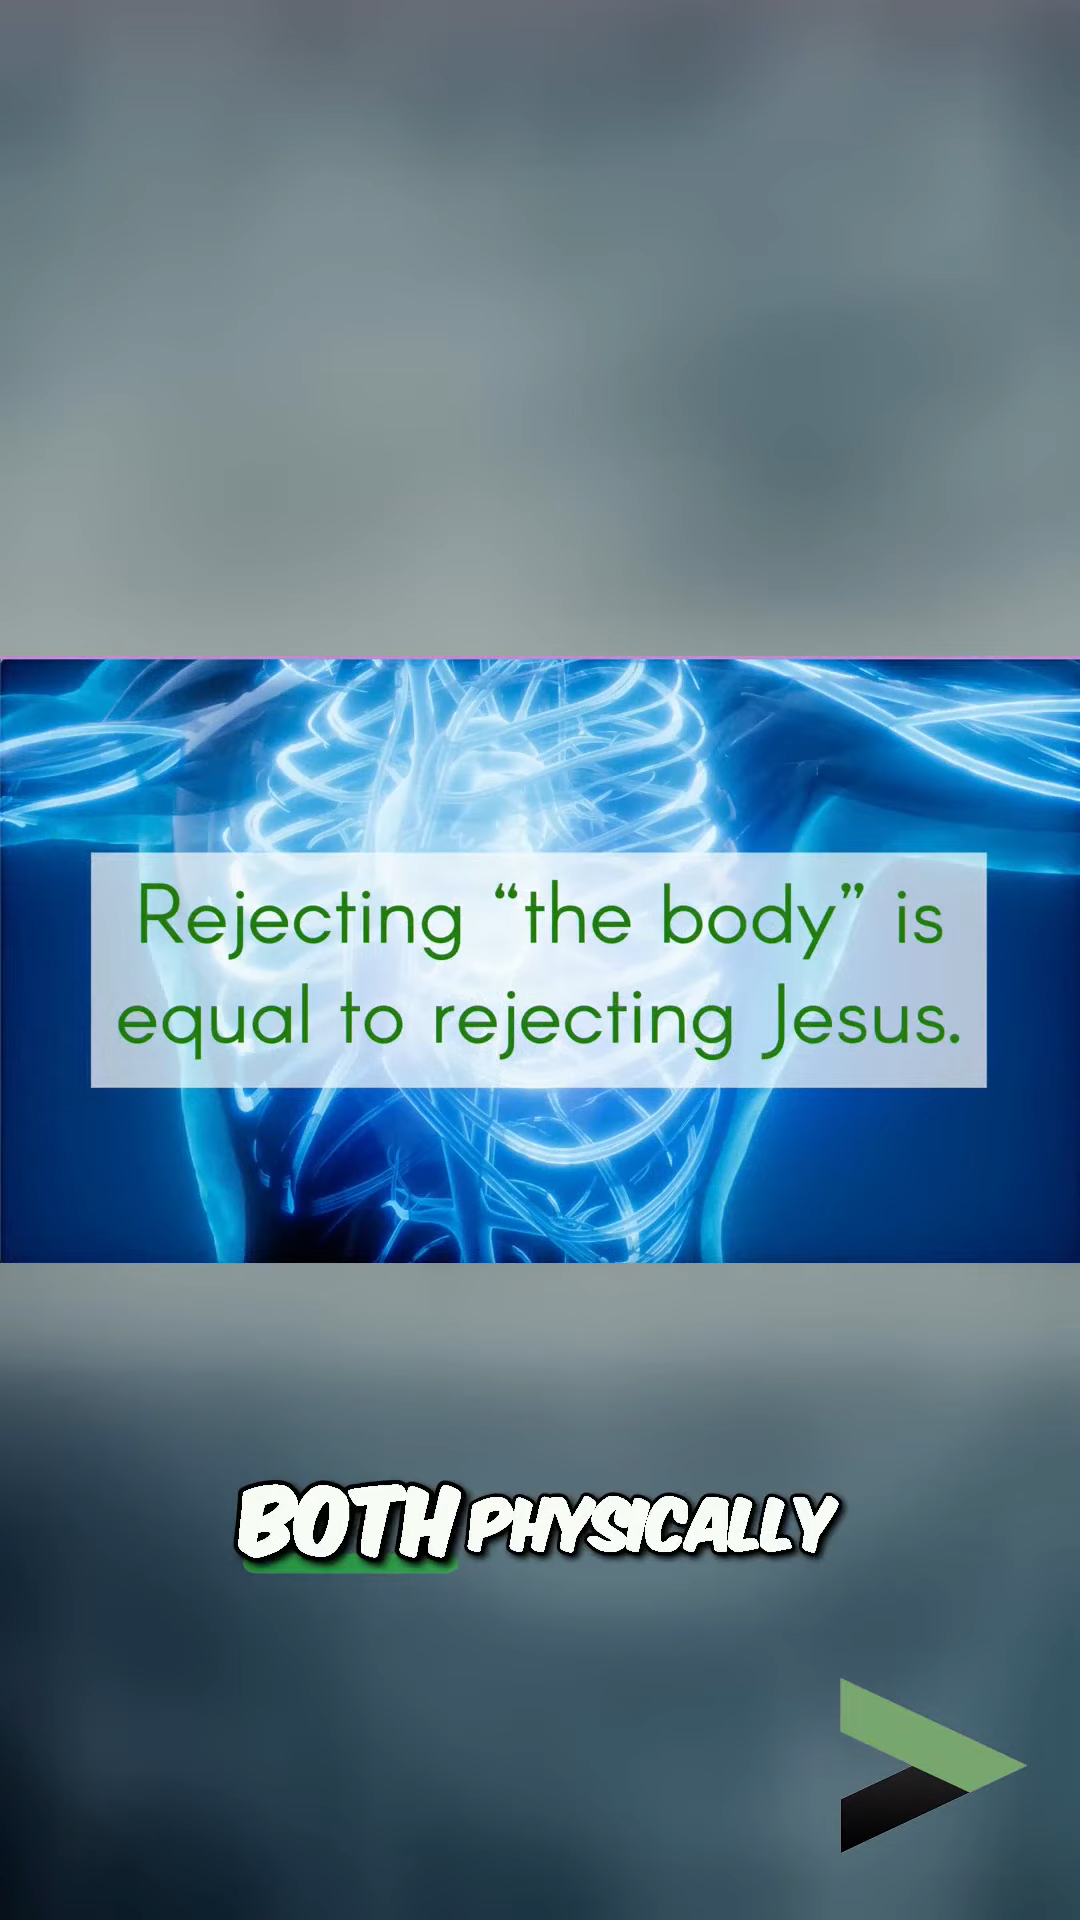 Rejecting “the body” is
equal to rejecting Jesus.
BOTH PHYSICALLY